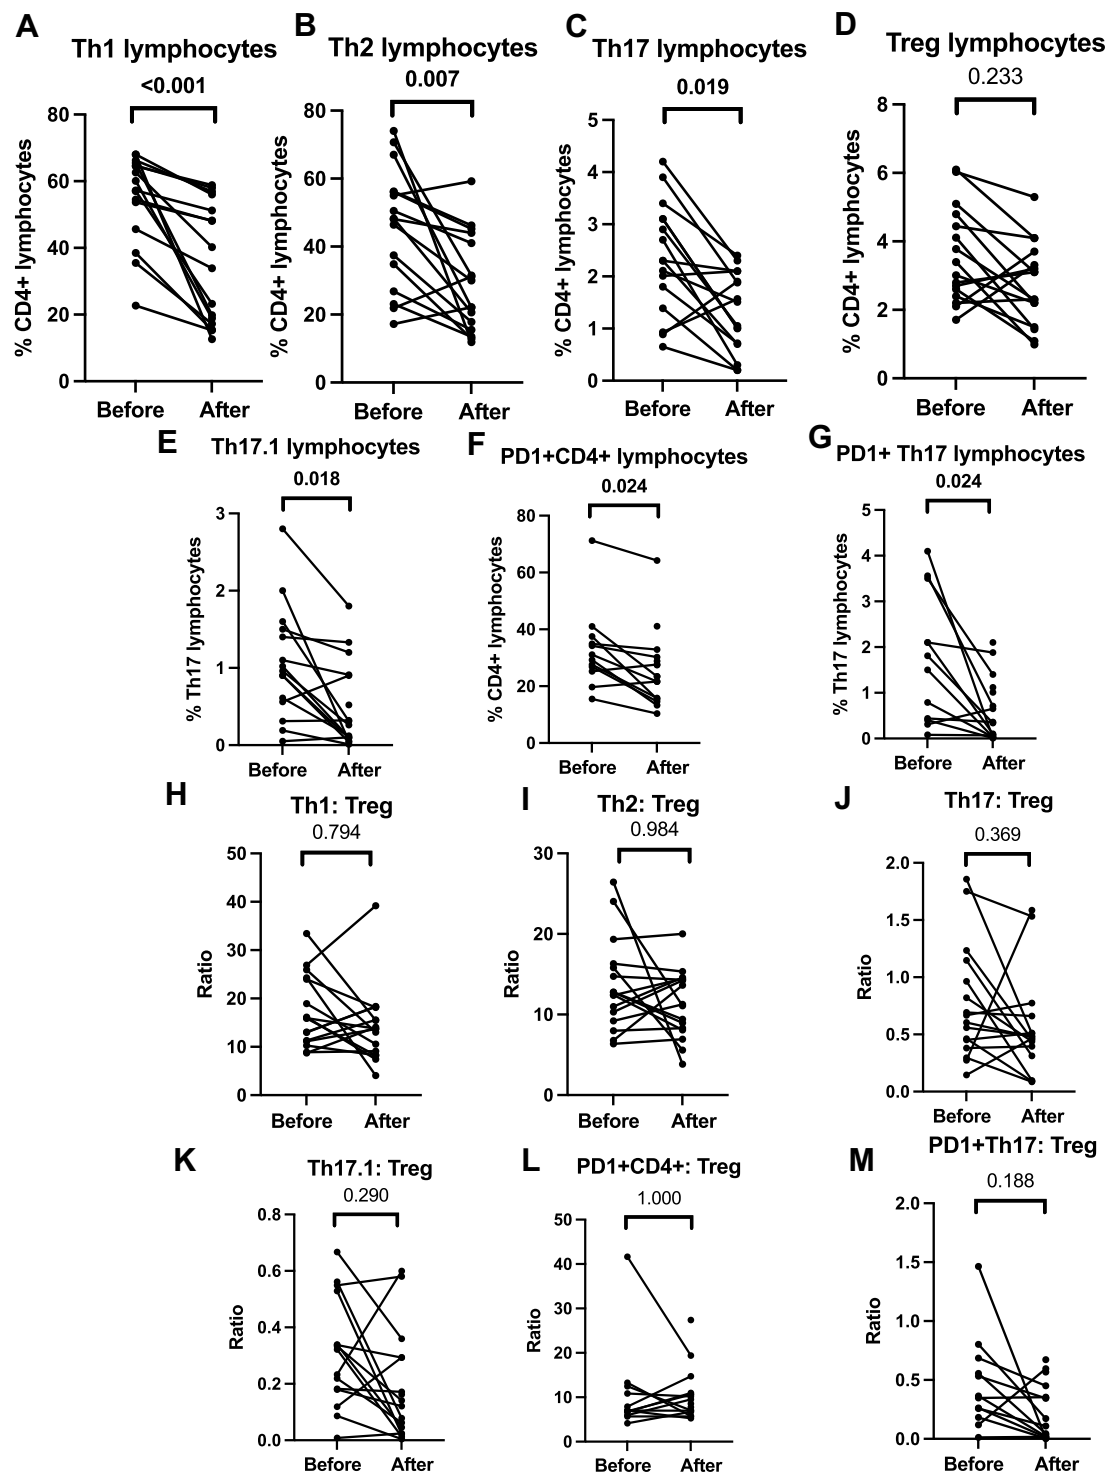 A
Th1 lymphocytes
<0.001
% CD4+ lymphocytes
80
60
40
20
0
Before
After
B
Th2 lymphocytes
0.007
% CD4+ lymphocytes
80
60
40
20
0
Before
After
C
Th17 lymphocytes
0.019
% CD4+ lymphocytes
5
4
3
2
1
0
Before
After
D
Treg lymphocytes
0.233
% CD4+ lymphocytes
8
6
4
2
0
Before
After
E
Th17.1 lymphocytes
0.018
% Th17 lymphocytes
3
2
1
0
Before
After
F
PD1+CD4+ lymphocytes
0.024
% CD4+ lymphocytes
80
60
40
20
0
Before
After
G
PD1+ Th17 lymphocytes
0.024
% Th17 lymphocytes
5
4
3
2
1
0
Before
After
H
Th1: Treg
0.794
Ratio
50
40
30
20
10
0
Before
After
I
Th2: Treg
0.984
Ratio
30
20
10
0
Before
After
J
Th17: Treg
0.369
Ratio
2.0
1.5
1.0
0.5
0.0
Before
After
K
Th17.1: Treg
0.290
Ratio
0.8
0.6
0.4
0.2
0.0
Before
After
L
PD1+CD4+: Treg
1.000
Ratio
50
40
30
20
10
0
Before
After
M
PD1+Th17: Treg
0.188
Ratio
2.0
1.5
1.0
0.5
0.0
Before
After